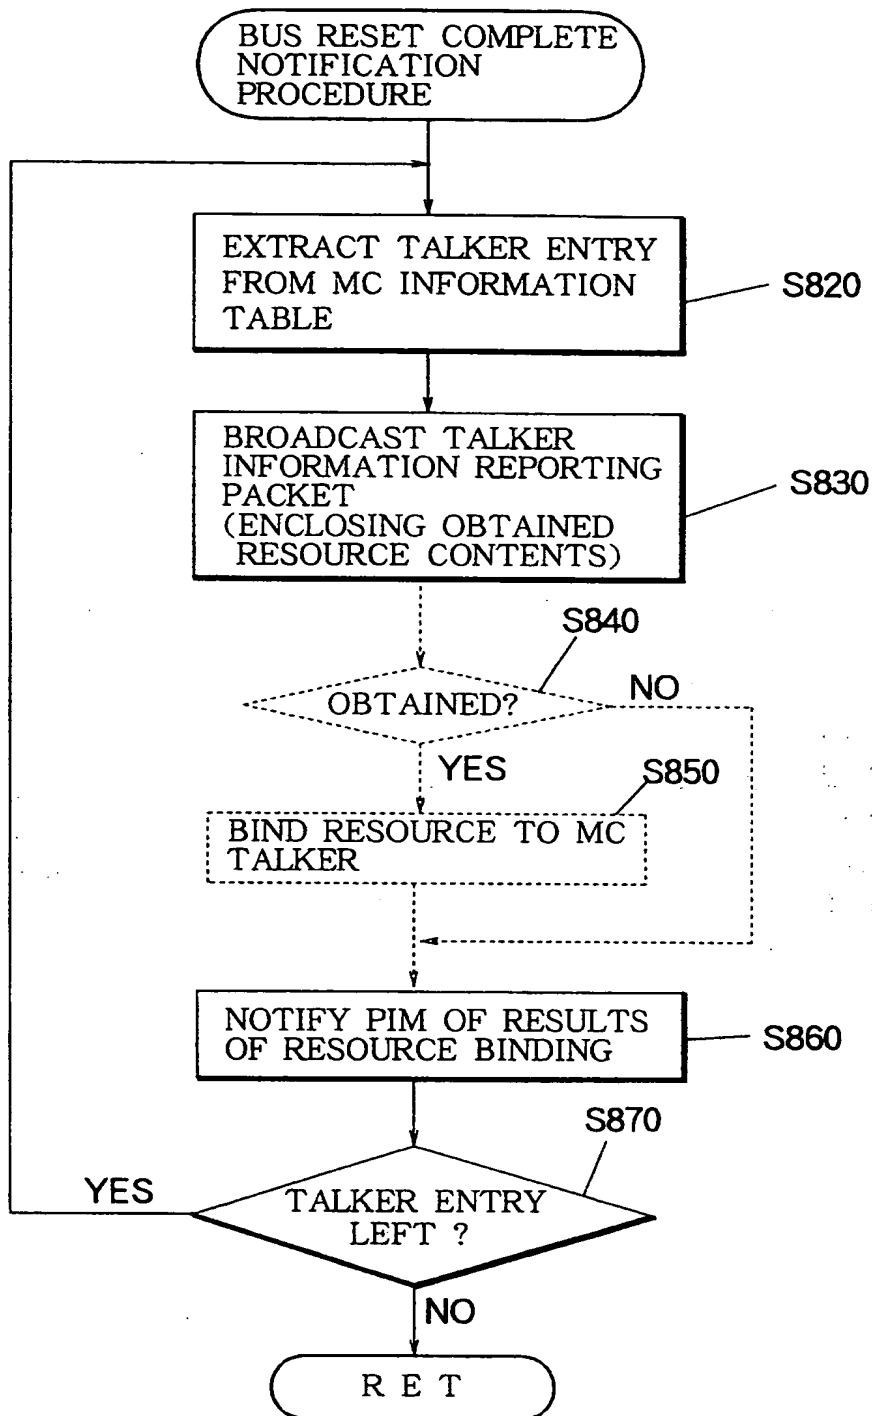 BUS RESET COMPLETE
NOTIFICATION
PROCEDURE
EXTRACT TALKER ENTRY
FROM MC INFORMATION
TABLE
S820
BROADCAST TALKER
INFORMATION REPORTING
PACKET
(ENCLOSING OBTAINED
RESOURCE CONTENTS)
S830
S840
OBTAINED?
NO
YES
S850
BIND RESOURCE TO MC
TALKER
NOTIFY PIM OF RESULTS
OF RESOURCE BINDING
S860
S870
YES
TALKER ENTRY
LEFT ?
NO
R E T